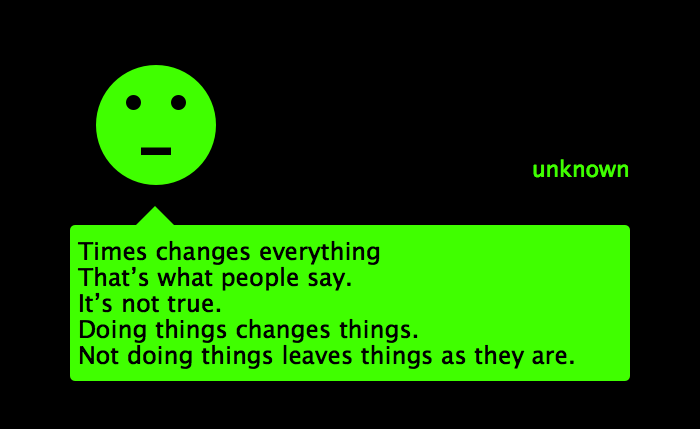 unknown
Times changes everything
That’s what people say.
It’s not true.
Doing things changes things.
Not doing things leaves things as they are.